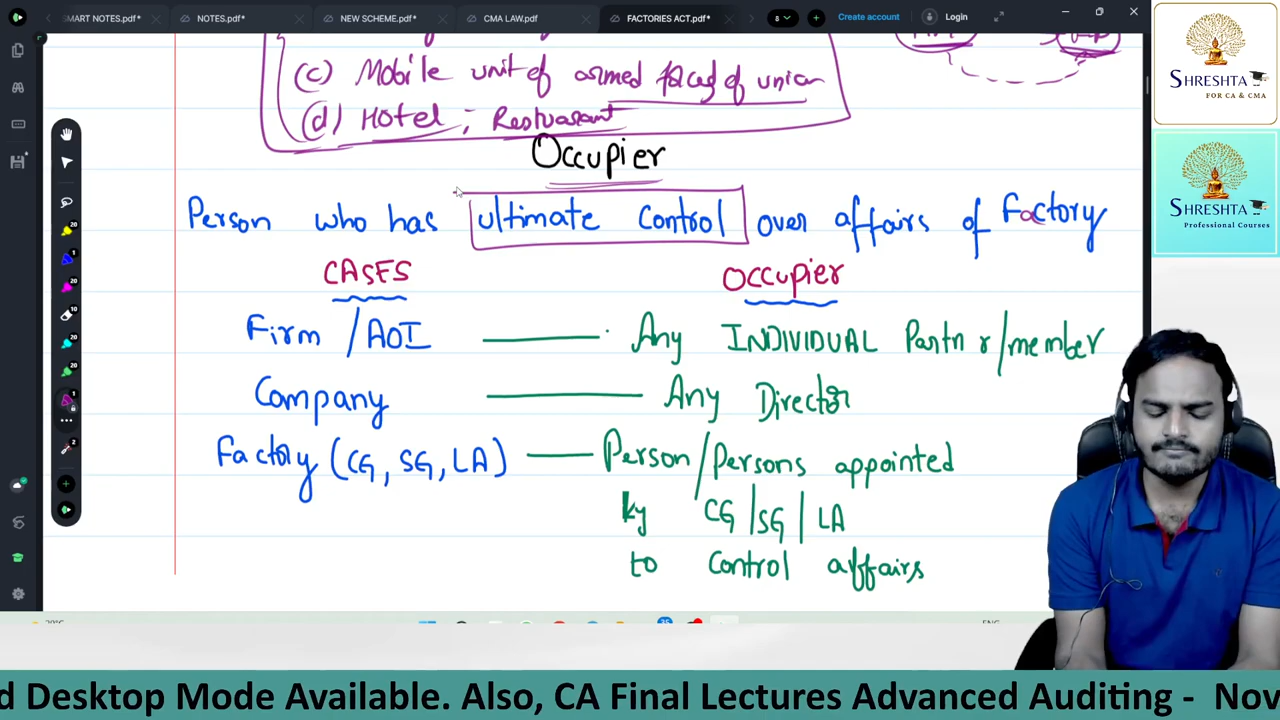 SMART NOTES.pdf*
NOTES.pdf*
NEW SCHEME.pdf*
CMA LAW.pdf
FACTORIES ACT.pdf*
8
Create account
Login
(c) Mobile unit of armed forces of union
(d) Hotel ; Restuarant
Occupier
Person who has ultimate Control over affairs of Factory
CASES Occupier
Firm / AOI Any INDIVIDUAL Partnr/member
Company Any Director
Factory (CG, SG, LA) Person/Persons appointed
by CG | SG | LA
to Control affairs
SHRESHTA
FOR CA & CMA
SHRESHTA
Professional Courses
ENG
d Desktop Mode Available. Also, CA Final Lectures Advanced Auditing - Nov